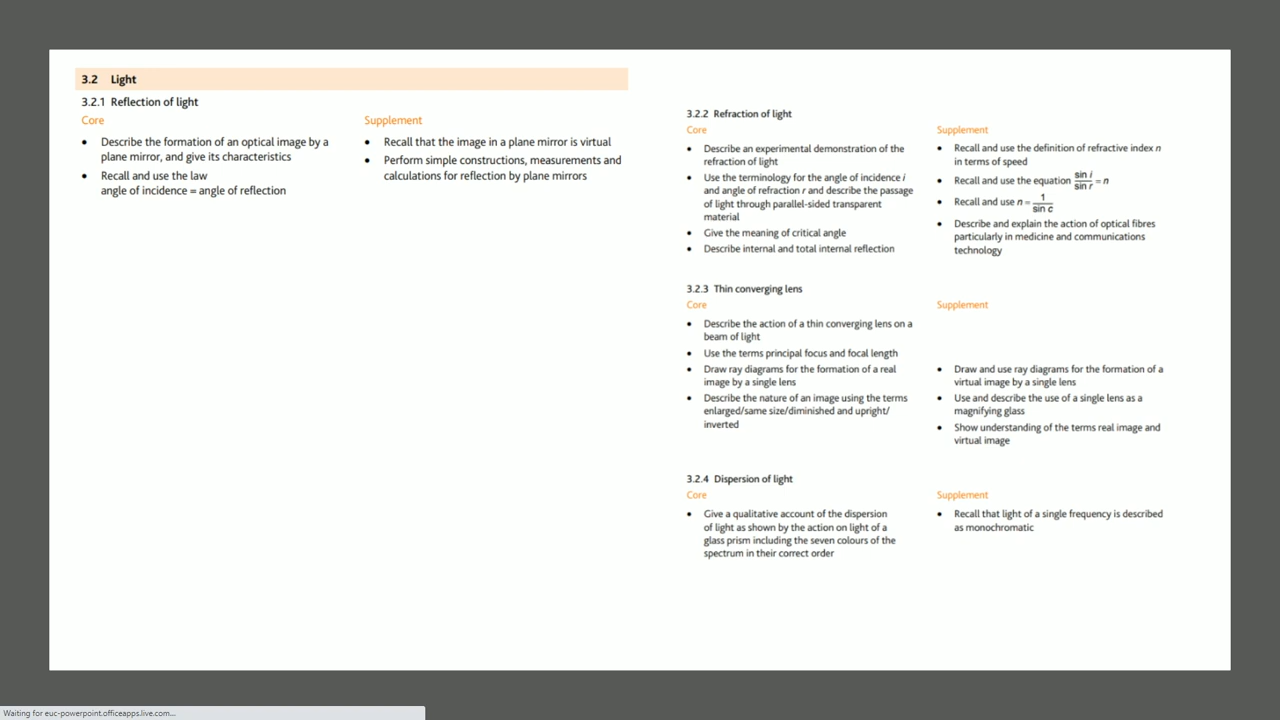 3.2 Light
3.2.1 Reflection of light
Core
• Describe the formation of an optical image by a
plane mirror, and give its characteristics
• Recall and use the law
angle of incidence = angle of reflection
Supplement
• Recall that the image in a plane mirror is virtual
• Perform simple constructions, measurements and
calculations for reflection by plane mirrors
3.2.2 Refraction of light
Core
• Describe an experimental demonstration of the
refraction of light
• Use the terminology for the angle of incidence i
and angle of refraction r and describe the passage
of light through parallel-sided transparent
material
• Give the meaning of critical angle
• Describe internal and total internal reflection
Supplement
• Recall and use the definition of refractive index n
in terms of speed
• Recall and use the equation sin i / sin r = n
• Recall and use n = 1 / sin c
• Describe and explain the action of optical fibres
particularly in medicine and communications
technology
3.2.3 Thin converging lens
Core
• Describe the action of a thin converging lens on a
beam of light
• Use the terms principal focus and focal length
• Draw ray diagrams for the formation of a real
image by a single lens
• Describe the nature of an image using the terms
enlarged/same size/diminished and upright/
inverted
Supplement
• Draw and use ray diagrams for the formation of a
virtual image by a single lens
• Use and describe the use of a single lens as a
magnifying glass
• Show understanding of the terms real image and
virtual image
3.2.4 Dispersion of light
Core
• Give a qualitative account of the dispersion
of light as shown by the action on light of a
glass prism including the seven colours of the
spectrum in their correct order
Supplement
• Recall that light of a single frequency is described
as monochromatic
Waiting for euc-powerpoint.officeapps.live.com...